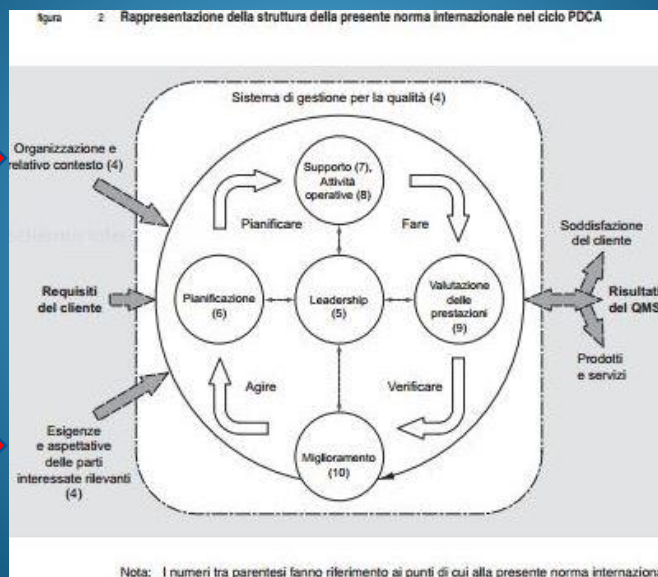 figura 2 Rappresentazione della struttura della presente norma internazionale nel ciclo PDCA
Sistema di gestione per la qualità (4)
Organizzazione e
relativo contesto (4)
Supporto (7),
Attività
operative (8)
Pianificare
Fare
Soddisfazione
del cliente
Requisiti
del cliente
Pianificazione
(6)
Leadership
(5)
Valutazione
delle
prestazioni
(9)
Risultati
del QMS
Agire
Verificare
Prodotti
e servizi
Esigenze
e aspettative
delle parti
interessate rilevanti
(4)
Miglioramento
(10)
Nota: I numeri tra parentesi fanno riferimento ai punti di cui alla presente norma